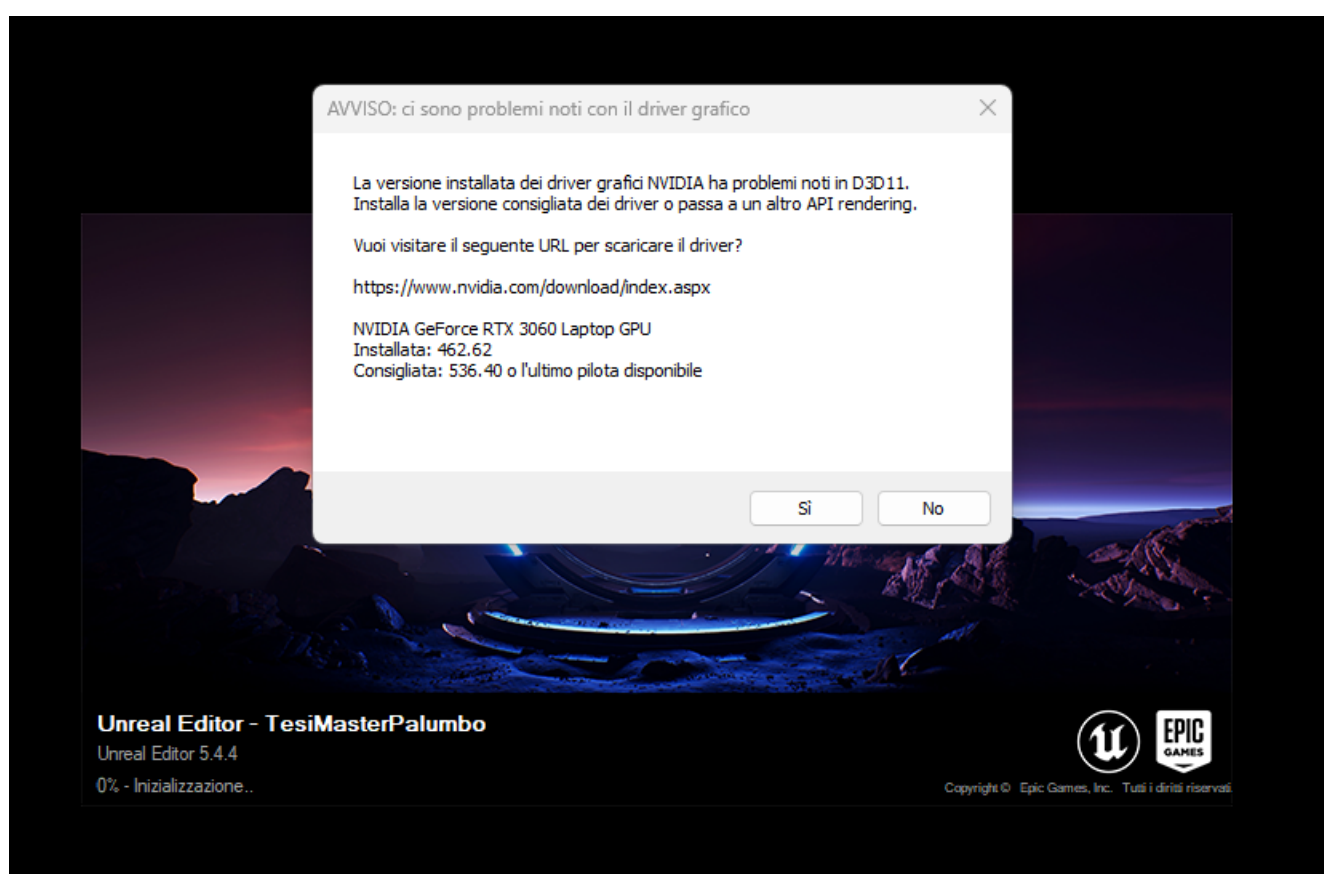 AVVISO: ci sono problemi noti con il driver grafico
La versione installata dei driver grafici NVIDIA ha problemi noti in D3D11.
Installa la versione consigliata dei driver o passa a un altro API rendering.
Vuoi visitare il seguente URL per scaricare il driver?
https://www.nvidia.com/download/index.aspx
NVIDIA GeForce RTX 3060 Laptop GPU
Installata: 462.62
Consigliata: 536.40 o l'ultimo pilota disponibile
Sì No
Unreal Editor - TesiMasterPalumbo
Unreal Editor 5.4.4
0% - Inizializzazione..
EPIC
GAMES
Copyright © Epic Games, Inc. Tutti i diritti riservati.